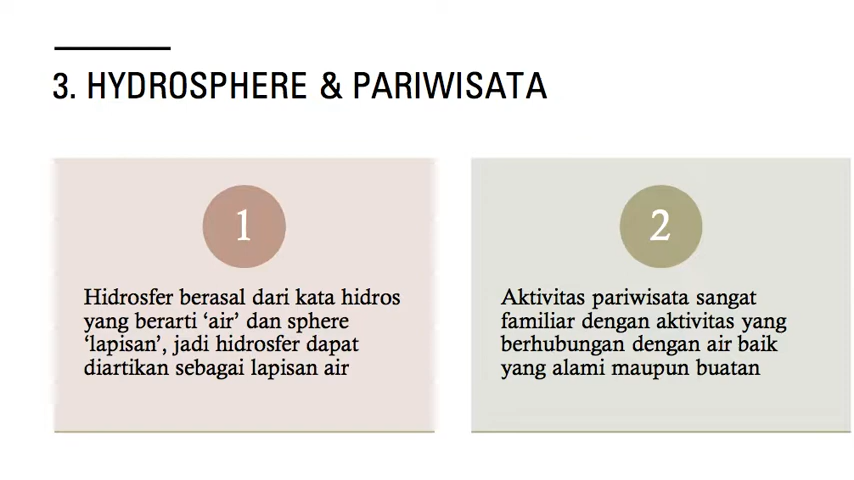 3. HYDROSPHERE & PARIWISATA
1
Hidrosfer berasal dari kata hidros
yang berarti ‘air’ dan sphere
‘lapisan’, jadi hidrosfer dapat
diartikan sebagai lapisan air
2
Aktivitas pariwisata sangat
familiar dengan aktivitas yang
berhubungan dengan air baik
yang alami maupun buatan